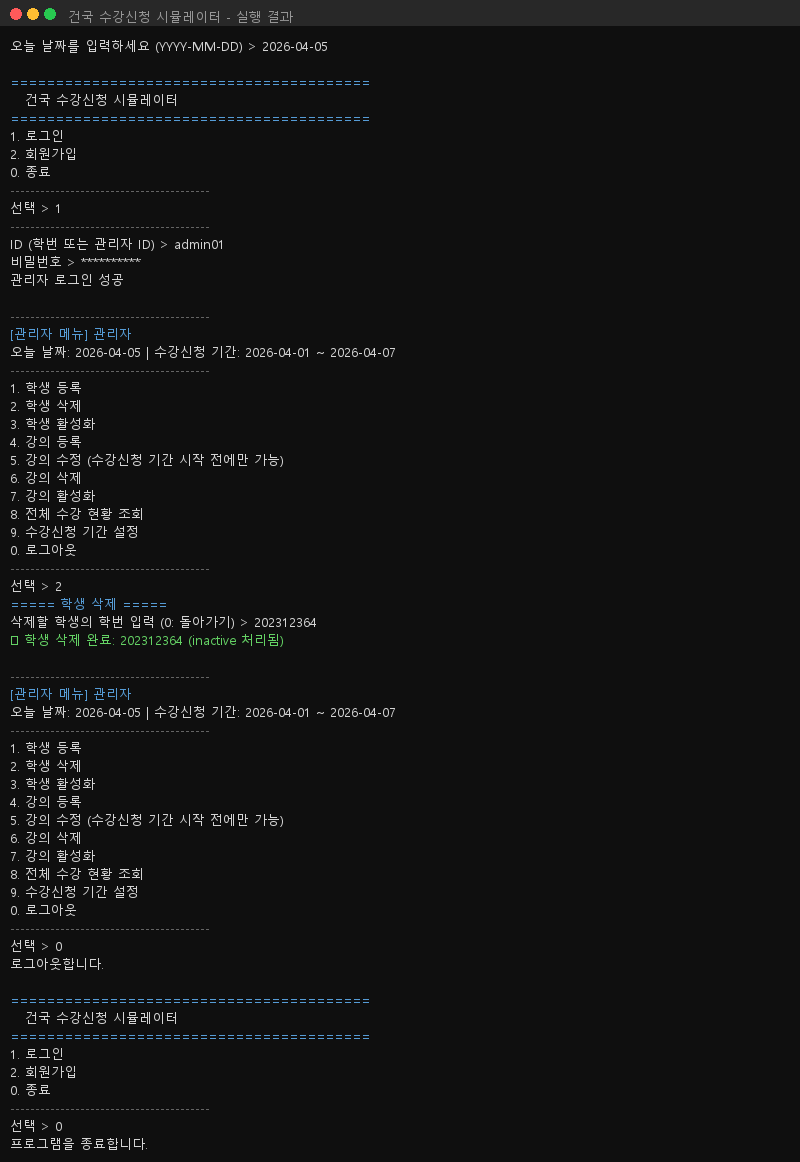 건국 수강신청 시뮬레이터 - 실행 결과
오늘 날짜를 입력하세요 (YYYY-MM-DD) > 2026-04-05
========================================
건국 수강신청 시뮬레이터
========================================
1. 로그인
2. 회원가입
0. 종료
----------------------------------------
선택 > 1
----------------------------------------
ID (학번 또는 관리자 ID) > admin01
비밀번호 > **********
관리자 로그인 성공
----------------------------------------
[관리자 메뉴] 관리자
오늘 날짜: 2026-04-05 | 수강신청 기간: 2026-04-01 ~ 2026-04-07
----------------------------------------
1. 학생 등록
2. 학생 삭제
3. 학생 활성화
4. 강의 등록
5. 강의 수정 (수강신청 기간 시작 전에만 가능)
6. 강의 삭제
7. 강의 활성화
8. 전체 수강 현황 조회
9. 수강신청 기간 설정
0. 로그아웃
----------------------------------------
선택 > 2
===== 학생 삭제 =====
삭제할 학생의 학번 입력 (0: 돌아가기) > 202312364
학생 삭제 완료: 202312364 (inactive 처리됨)
----------------------------------------
[관리자 메뉴] 관리자
오늘 날짜: 2026-04-05 | 수강신청 기간: 2026-04-01 ~ 2026-04-07
----------------------------------------
1. 학생 등록
2. 학생 삭제
3. 학생 활성화
4. 강의 등록
5. 강의 수정 (수강신청 기간 시작 전에만 가능)
6. 강의 삭제
7. 강의 활성화
8. 전체 수강 현황 조회
9. 수강신청 기간 설정
0. 로그아웃
----------------------------------------
선택 > 0
로그아웃합니다.
========================================
건국 수강신청 시뮬레이터
========================================
1. 로그인
2. 회원가입
0. 종료
----------------------------------------
선택 > 0
프로그램을 종료합니다.